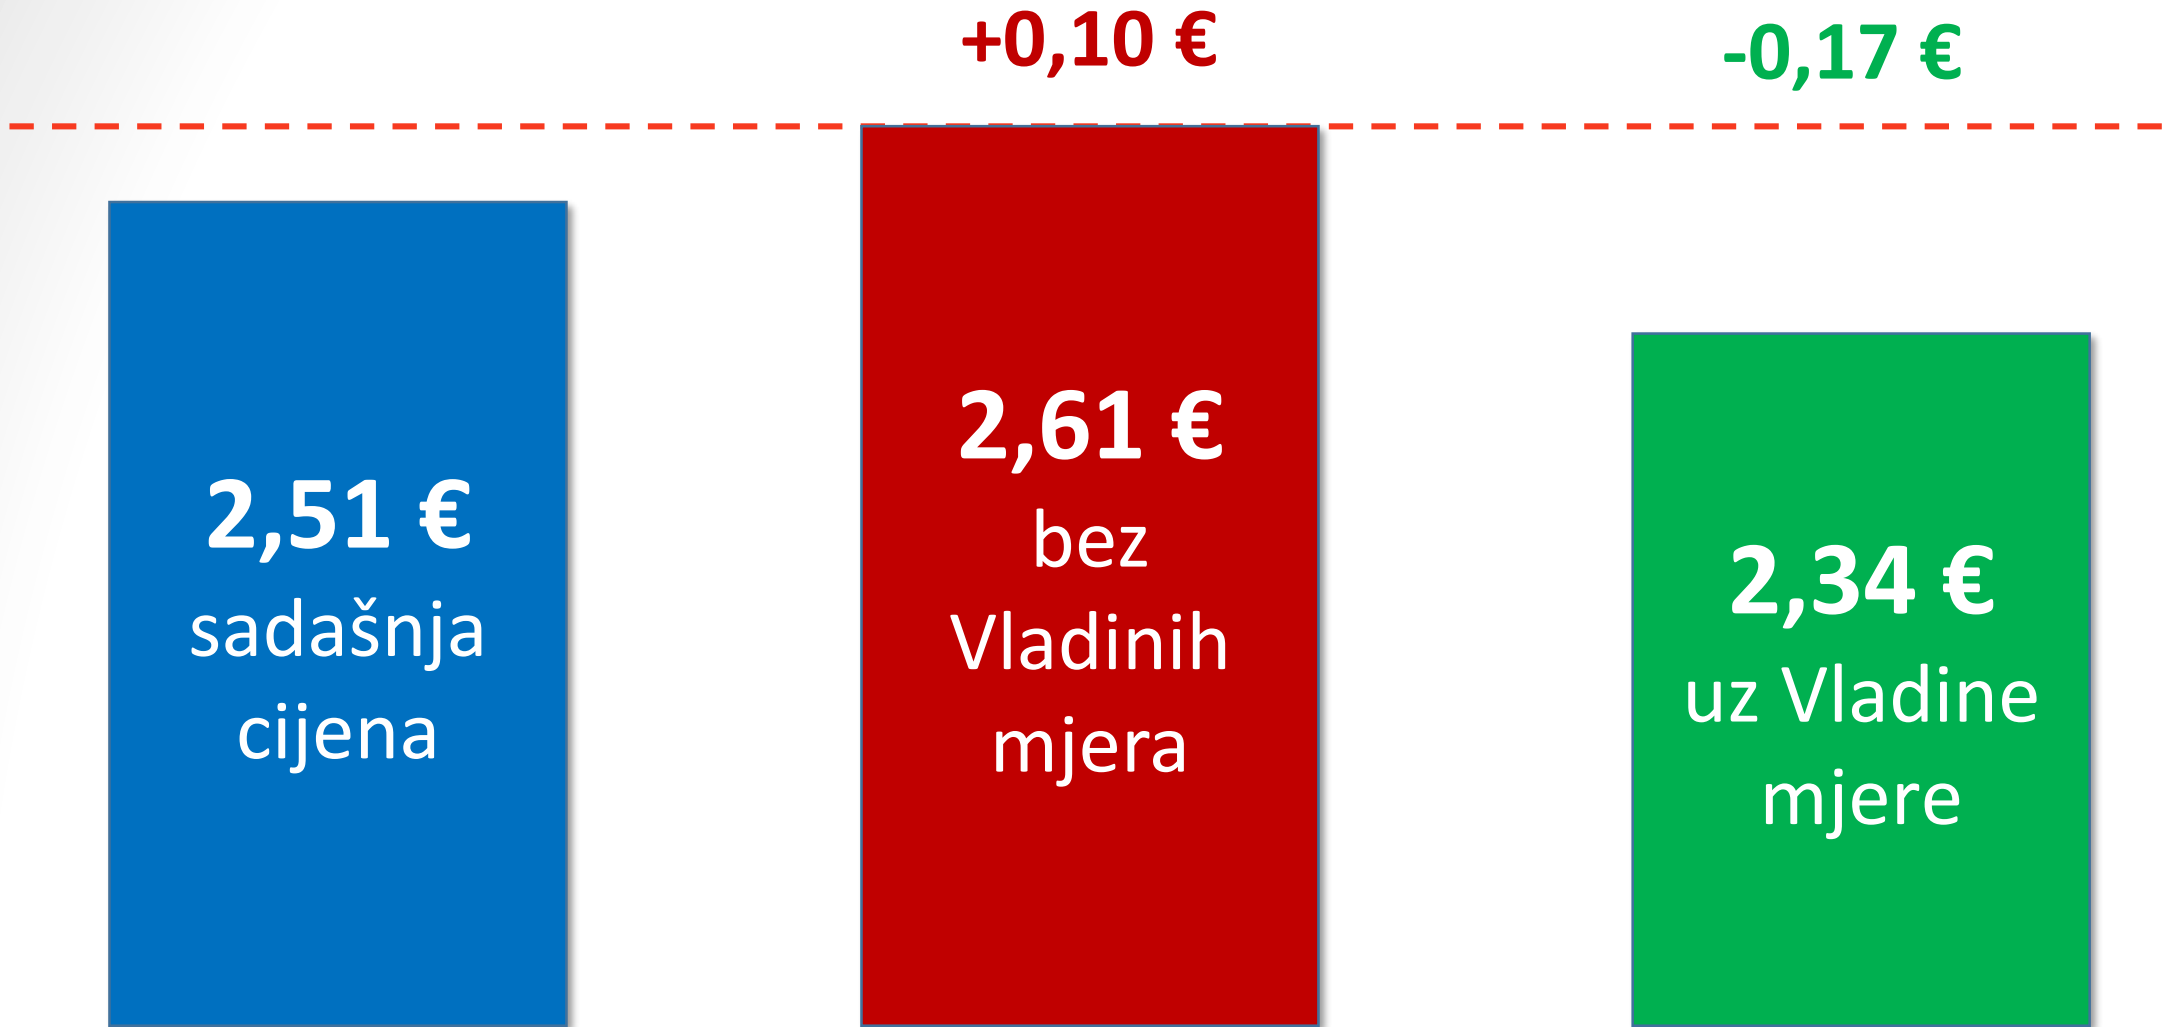 +0,10 €
-0,17 €
2,51 €
sadašnja
cijena
2,61 €
bez
Vladinih
mjera
2,34 €
uz Vladine
mjere